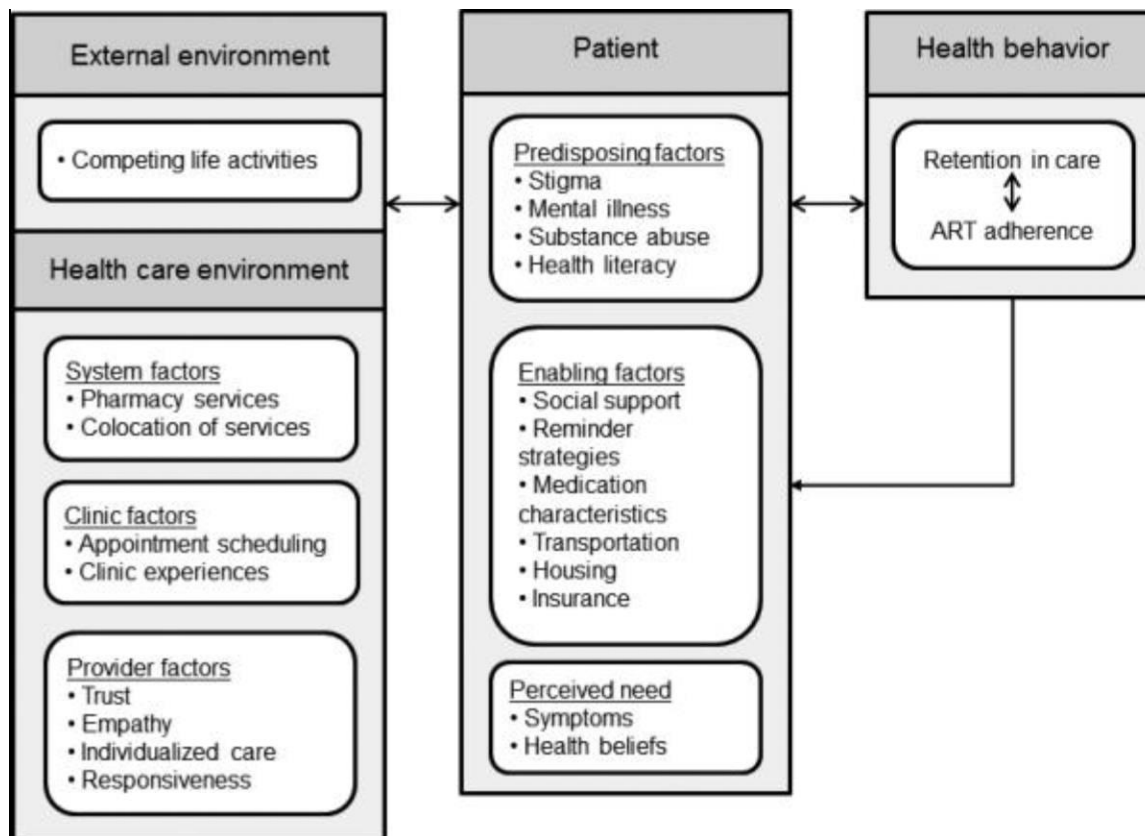 External environment
• Competing life activities
Health care environment
System factors
• Pharmacy services
• Colocation of services
Clinic factors
• Appointment scheduling
• Clinic experiences
Provider factors
• Trust
• Empathy
• Individualized care
• Responsiveness
Patient
Predisposing factors
• Stigma
• Mental illness
• Substance abuse
• Health literacy
Enabling factors
• Social support
• Reminder
strategies
• Medication
characteristics
• Transportation
• Housing
• Insurance
Perceived need
• Symptoms
• Health beliefs
Health behavior
Retention in care
ART adherence